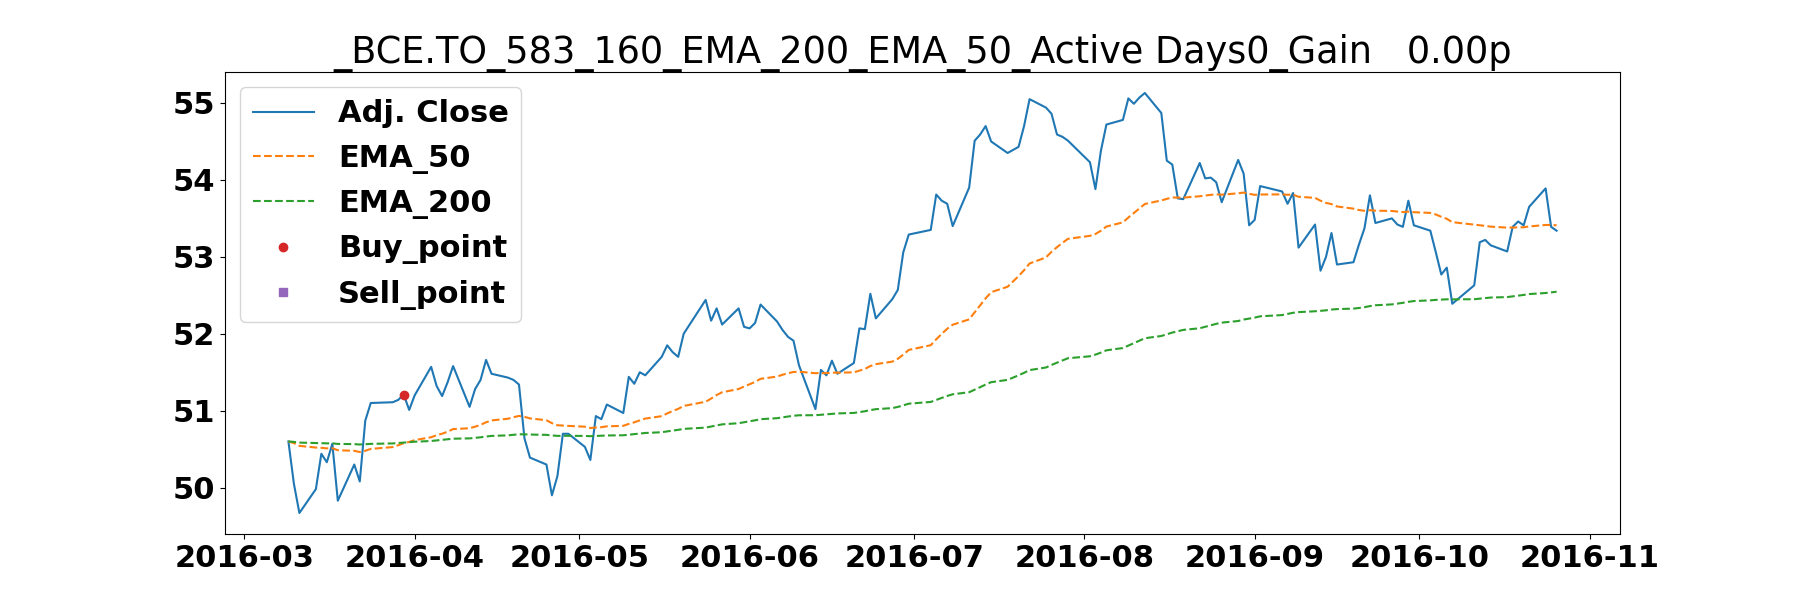 _BCE.TO_583_160_EMA_200_EMA_50_Active Days0_Gain   0.00p
Adj. Close
EMA_50
EMA_200
Buy_point
Sell_point
55
54
53
52
51
50
2016-03 2016-04 2016-05 2016-06 2016-07 2016-08 2016-09 2016-10 2016-11